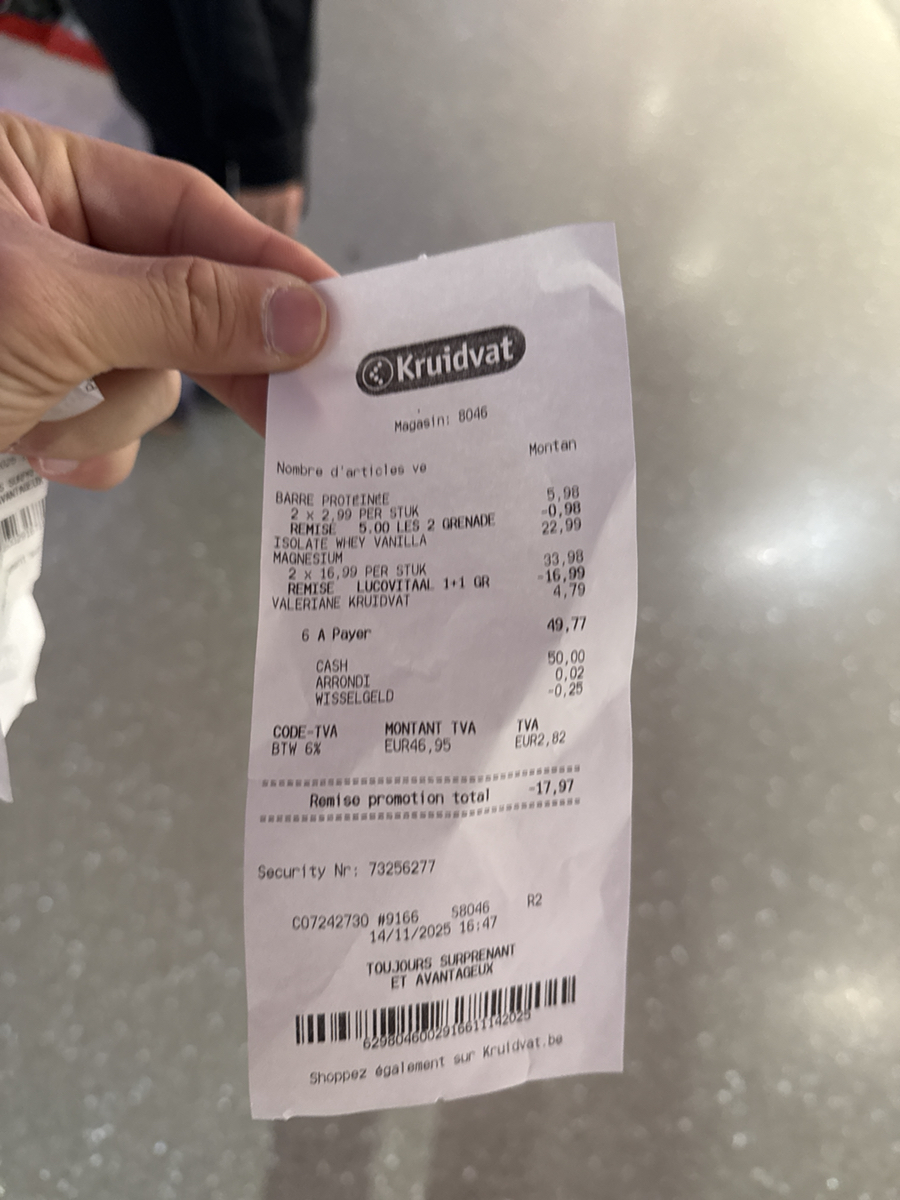 Kruidvat
Magasin: 8046
Montan
Nombre d'articles ve
BARRE PROTéINéE 5,98
2 x 2,99 PER STUK -0,98
REMISE 5.00 LES 2 GRENADE 22,99
ISOLATE WHEY VANILLA
MAGNESIUM 33,98
2 x 16,99 PER STUK -16,99
REMISE LUCOVITAAL 1+1 GR 4,79
VALERIANE KRUIDVAT
6 A Payer 49,77
CASH 50,00
ARRONDI 0,02
WISSELGELD -0,25
CODE-TVA MONTANT TVA TVA
BTW 6% EUR46,95 EUR2,82
Remise promotion total -17,97
Security Nr: 73256277
C07242730 #9166 S8046 R2
14/11/2025 16:47
TOUJOURS SURPRENANT
ET AVANTAGEUX
6298046002916611142025
Shoppez également sur Kruidvat.be